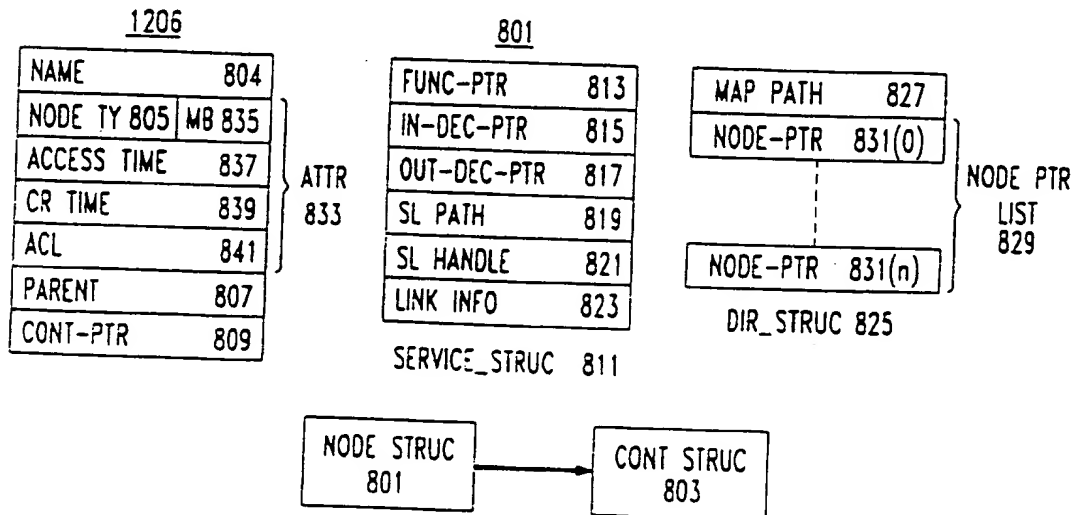 1206
NAME 804
NODE TY 805 MB 835
ACCESS TIME 837
CR TIME 839
ACL 841
PARENT 807
CONT-PTR 809
ATTR
833
801
FUNC-PTR 813
IN-DEC-PTR 815
OUT-DEC-PTR 817
SL PATH 819
SL HANDLE 821
LINK INFO 823
SERVICE_STRUC 811
MAP PATH 827
NODE-PTR 831(0)
NODE-PTR 831(n)
NODE PTR
LIST
829
DIR_STRUC 825
NODE STRUC
801
CONT STRUC
803